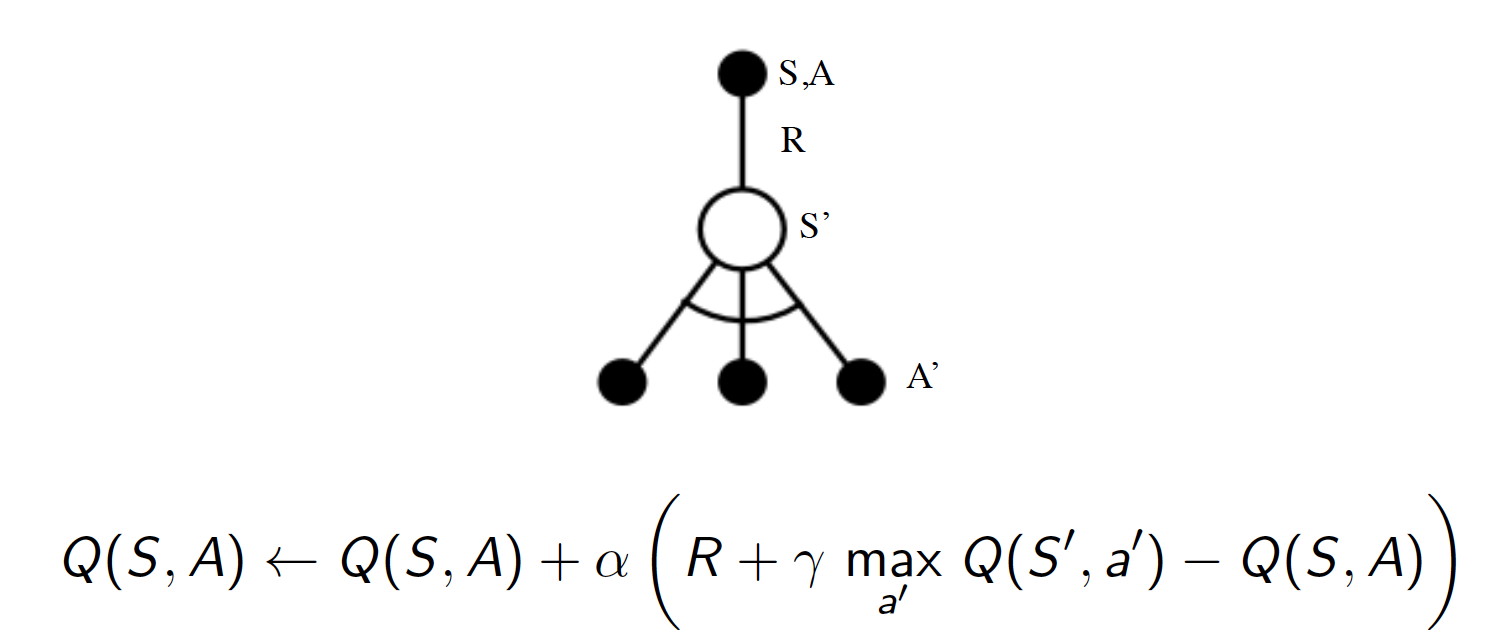 S,A
R
S’
A’
Q(S, A) ← Q(S, A) + α ( R + γ max Q(S′, a′) − Q(S, A) )
a′